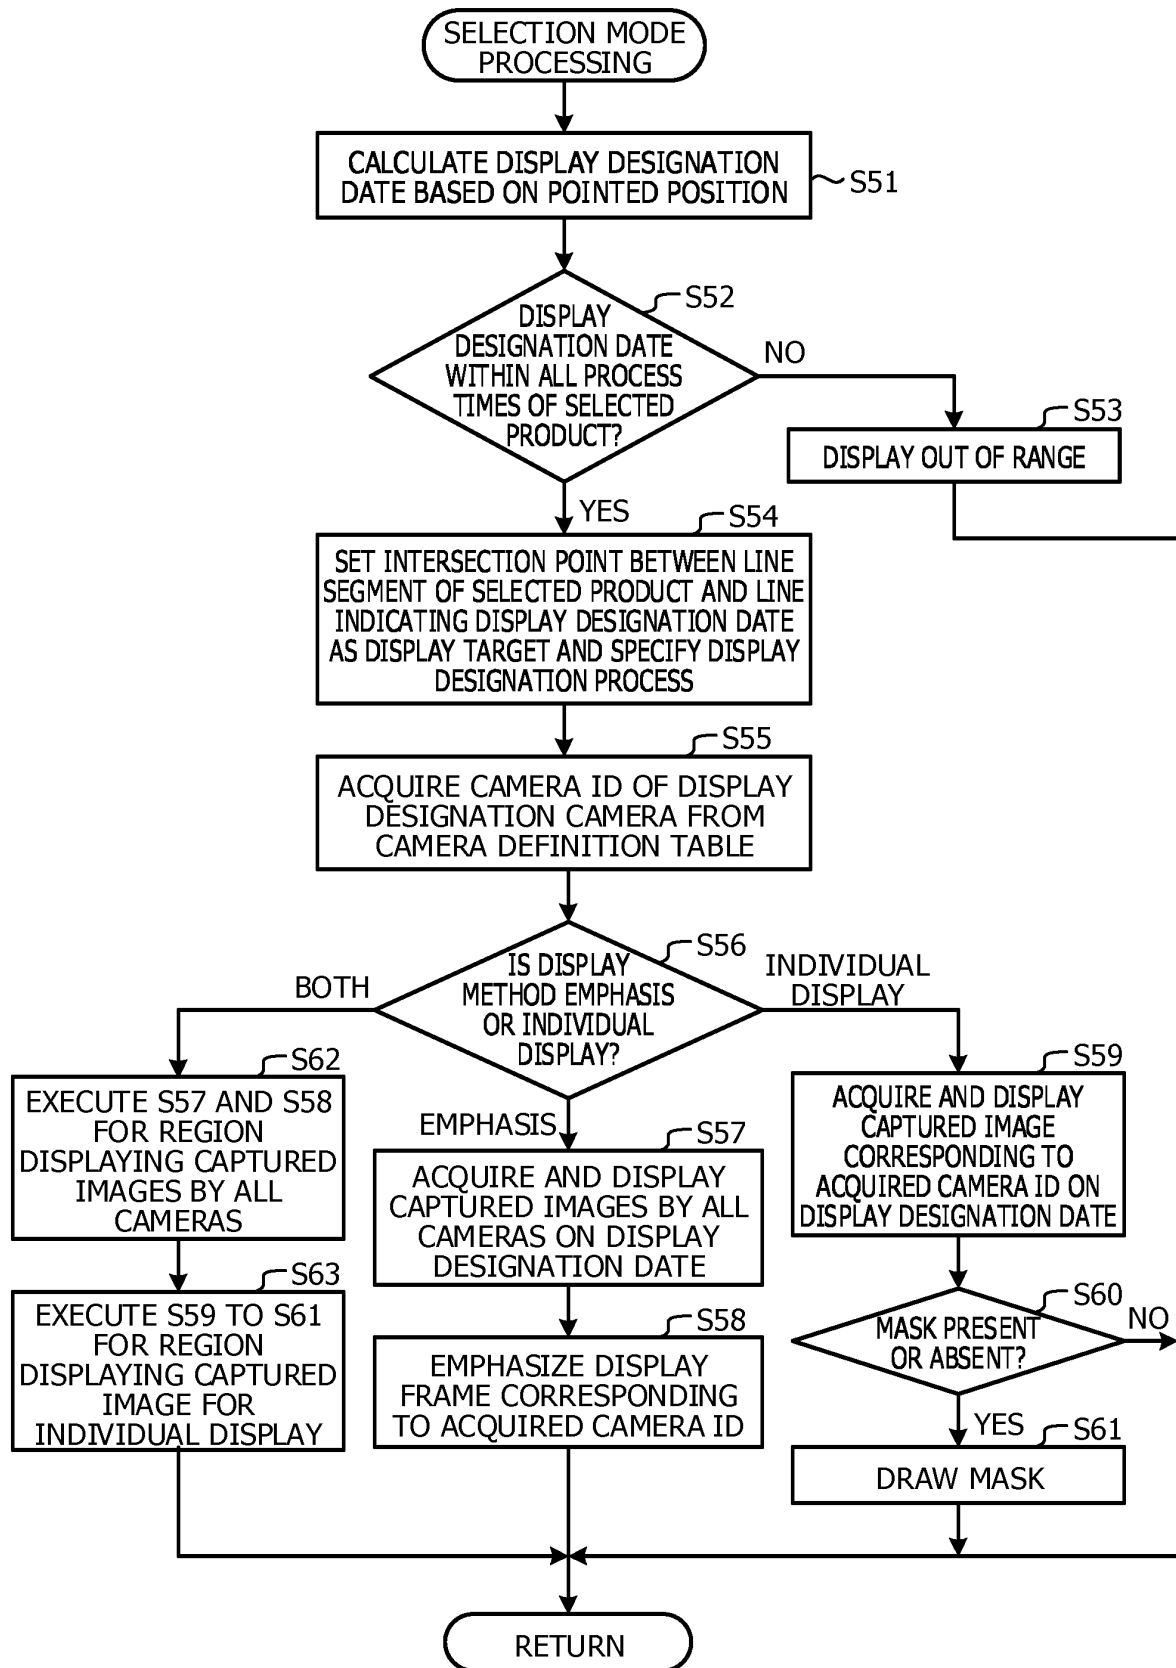 SELECTION MODE
PROCESSING
CALCULATE DISPLAY DESIGNATION
DATE BASED ON POINTED POSITION
S51
S52
DISPLAY
DESIGNATION DATE
WITHIN ALL PROCESS
TIMES OF SELECTED
PRODUCT?
NO
S53
DISPLAY OUT OF RANGE
YES
S54
SET INTERSECTION POINT BETWEEN LINE
SEGMENT OF SELECTED PRODUCT AND LINE
INDICATING DISPLAY DESIGNATION DATE
AS DISPLAY TARGET AND SPECIFY DISPLAY
DESIGNATION PROCESS
S55
ACQUIRE CAMERA ID OF DISPLAY
DESIGNATION CAMERA FROM
CAMERA DEFINITION TABLE
S56
IS DISPLAY
METHOD EMPHASIS
OR INDIVIDUAL
DISPLAY?
BOTH
INDIVIDUAL
DISPLAY
EMPHASIS
S62
EXECUTE S57 AND S58
FOR REGION
DISPLAYING CAPTURED
IMAGES BY ALL
CAMERAS
S63
EXECUTE S59 TO S61
FOR REGION
DISPLAYING CAPTURED
IMAGE FOR
INDIVIDUAL DISPLAY
S57
ACQUIRE AND DISPLAY
CAPTURED IMAGES BY ALL
CAMERAS ON DISPLAY
DESIGNATION DATE
S58
EMPHASIZE DISPLAY
FRAME CORRESPONDING
TO ACQUIRED CAMERA ID
S59
ACQUIRE AND DISPLAY
CAPTURED IMAGE
CORRESPONDING TO
ACQUIRED CAMERA ID ON
DISPLAY DESIGNATION DATE
S60
MASK PRESENT
OR ABSENT?
NO
YES
S61
DRAW MASK
RETURN